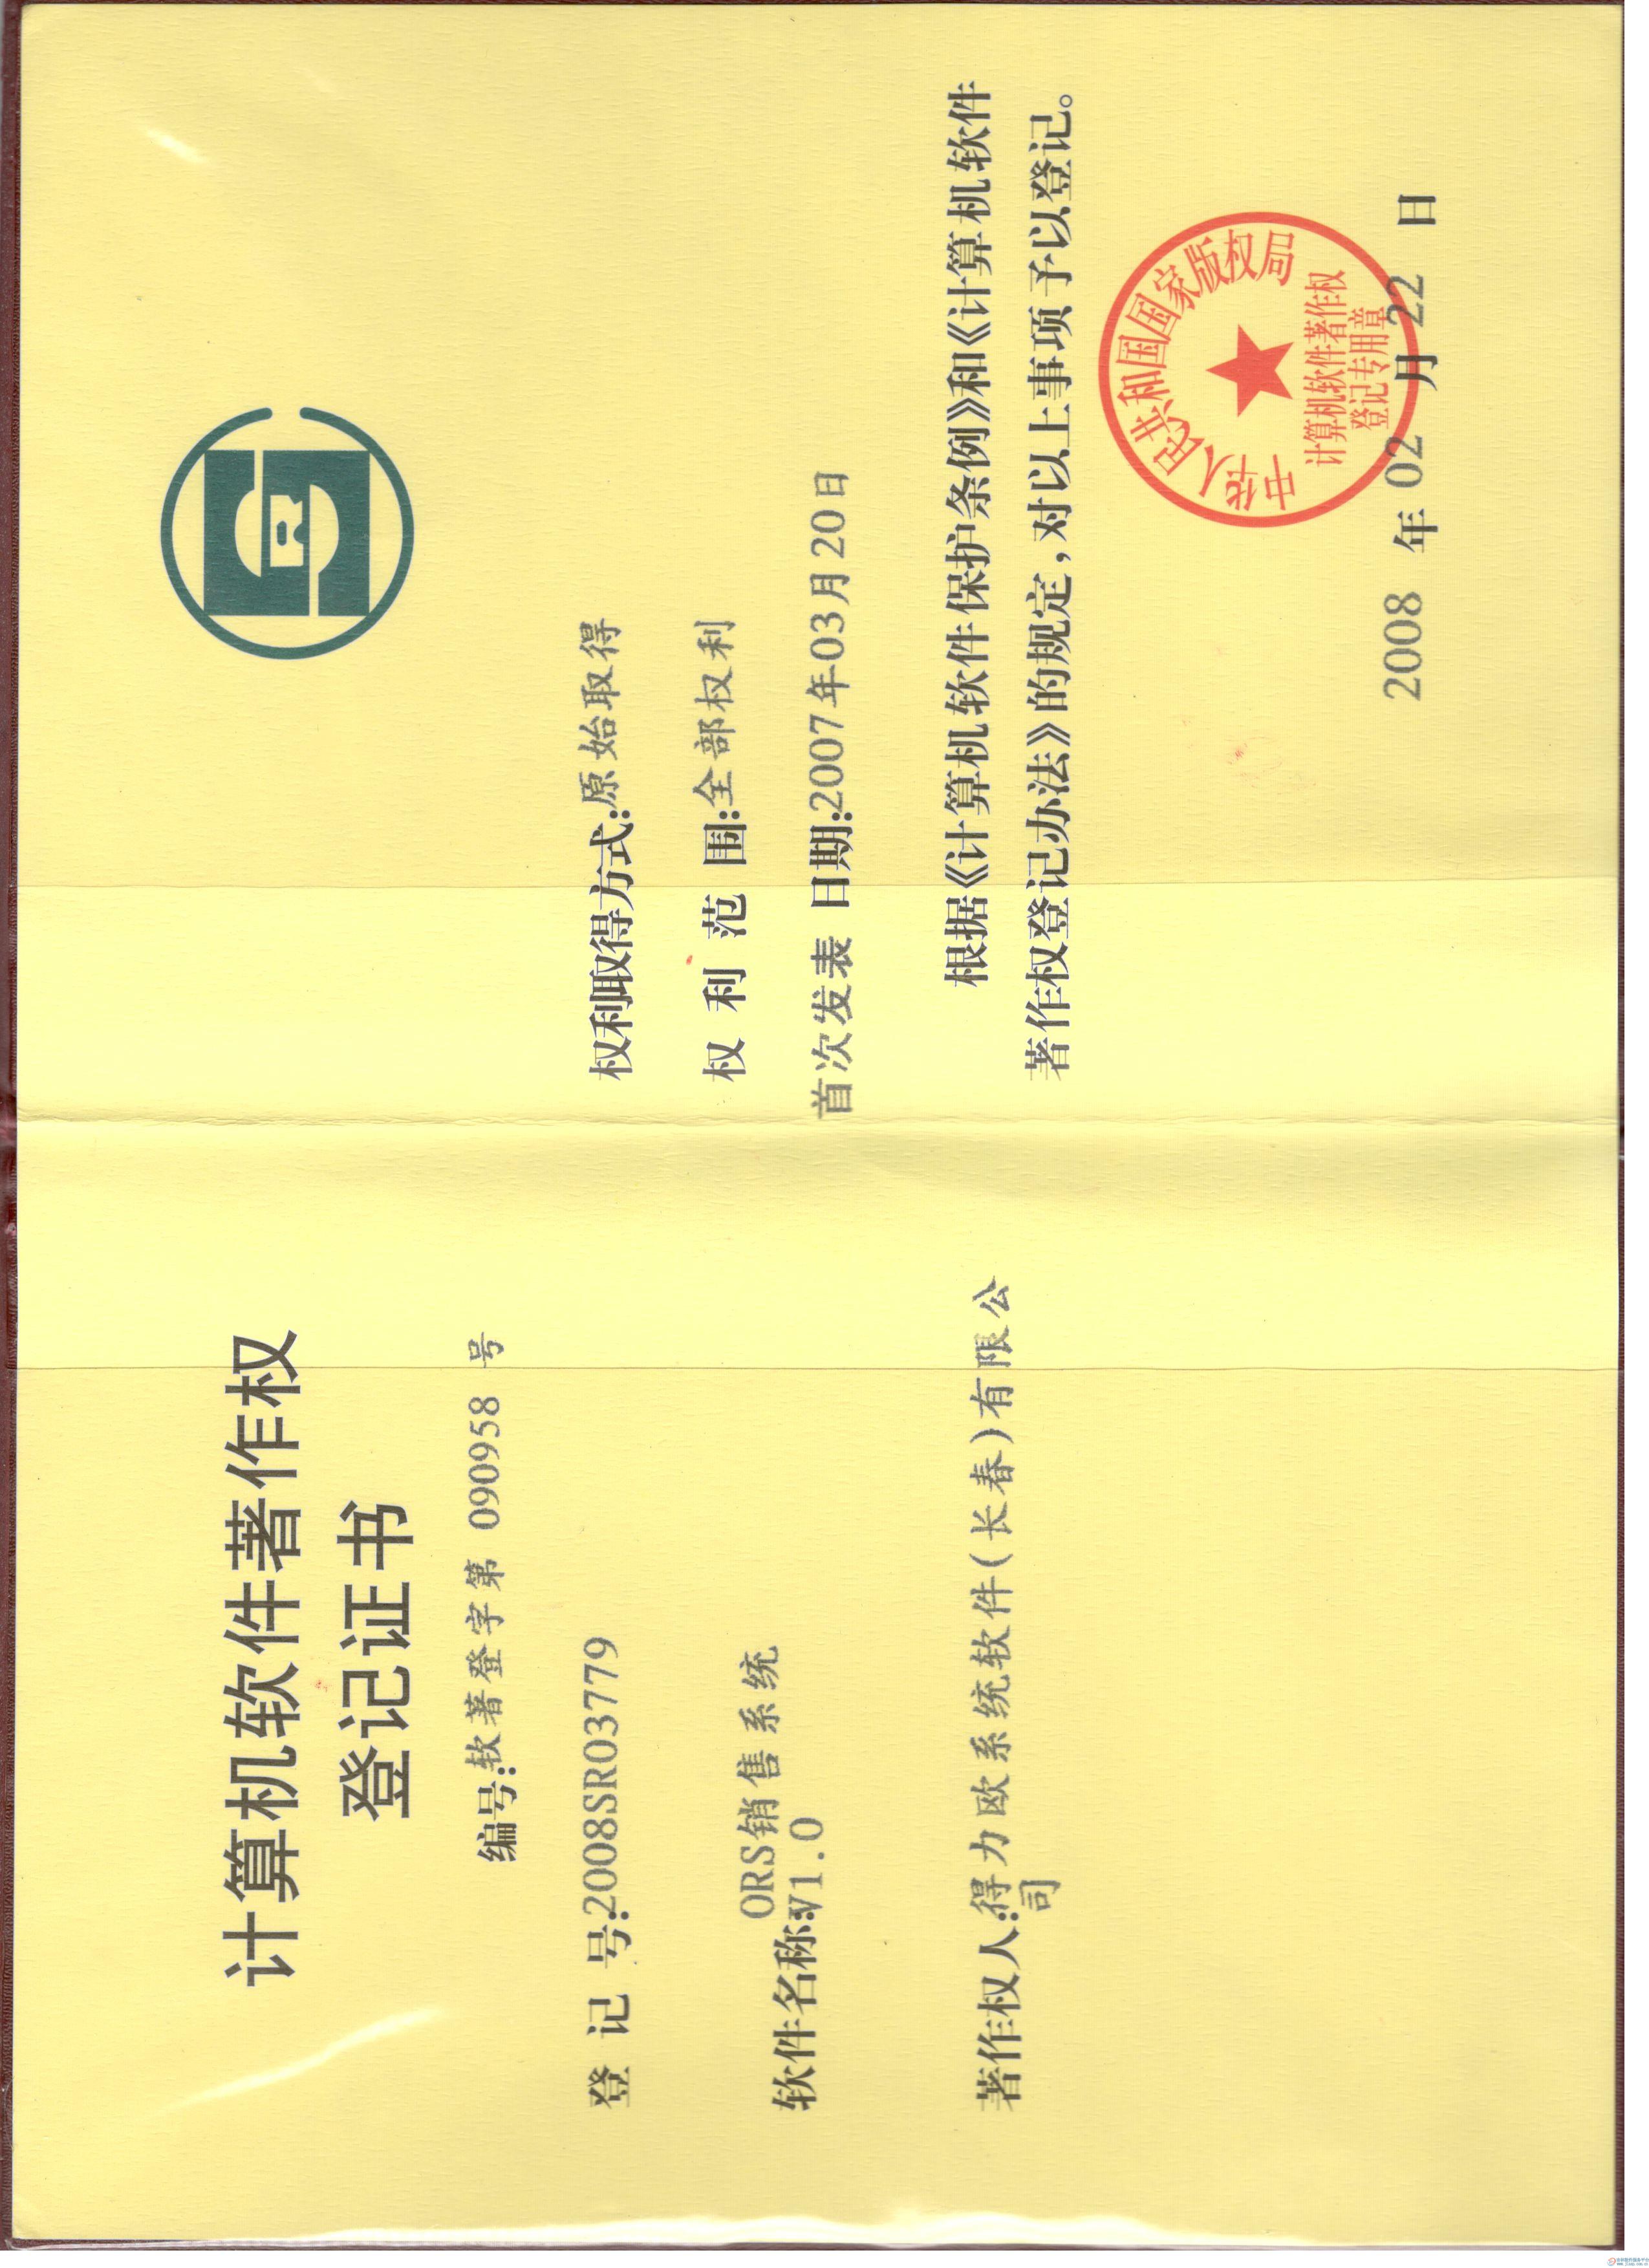 计算机软件著作权
登记证书
编号:软著登字第 090958 号
登 记 号:2008SR03779
ORS销售系统
软件名称:V1.0
著作权人:得力欧系统软件(长春)有限公
司
R
权利取得方式:原始取得
权 利 范 围:全部权利
首次发表 日期:2007年03月20日
根据《计算机软件保护条例》和《计算机软件
著作权登记办法》的规定,对以上事项予以登记。
中华人民共和国国家版权局
计算机软件著作权
登记专用章
2008 年 02 月 22 日